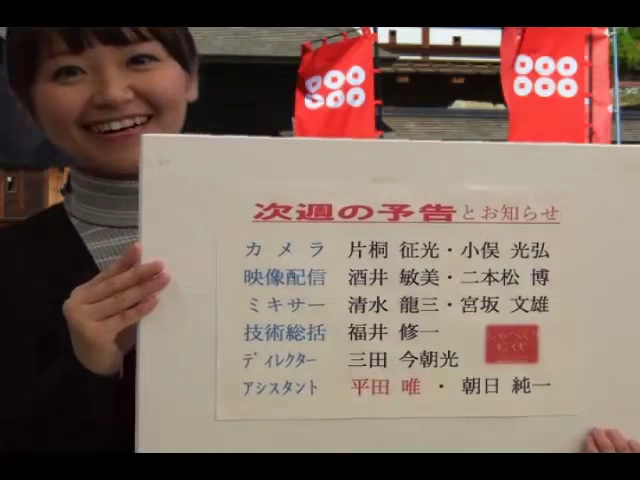 次週の予告とお知らせ
カメラ 片桐 征光・小俣 光弘
映像配信 酒井 敏美・二本松 博
ミキサー 清水 龍三・宮坂 文雄
技術総括 福井 修一
ディレクター 三田 今朝光
アシスタント 平田 唯・朝日 純一